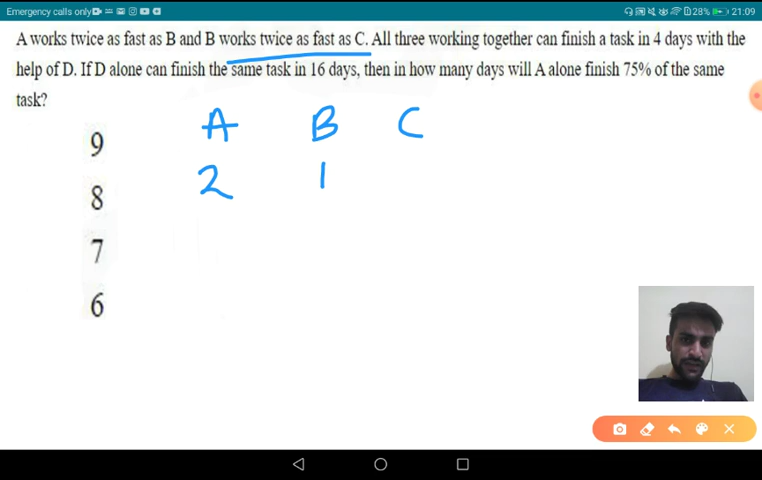 Emergency calls only 28% 21:09
A works twice as fast as B and B works twice as fast as C. All three working together can finish a task in 4 days with the
help of D. If D alone can finish the same task in 16 days, then in how many days will A alone finish 75% of the same
task?
A B C
9
2 1
8
7
6